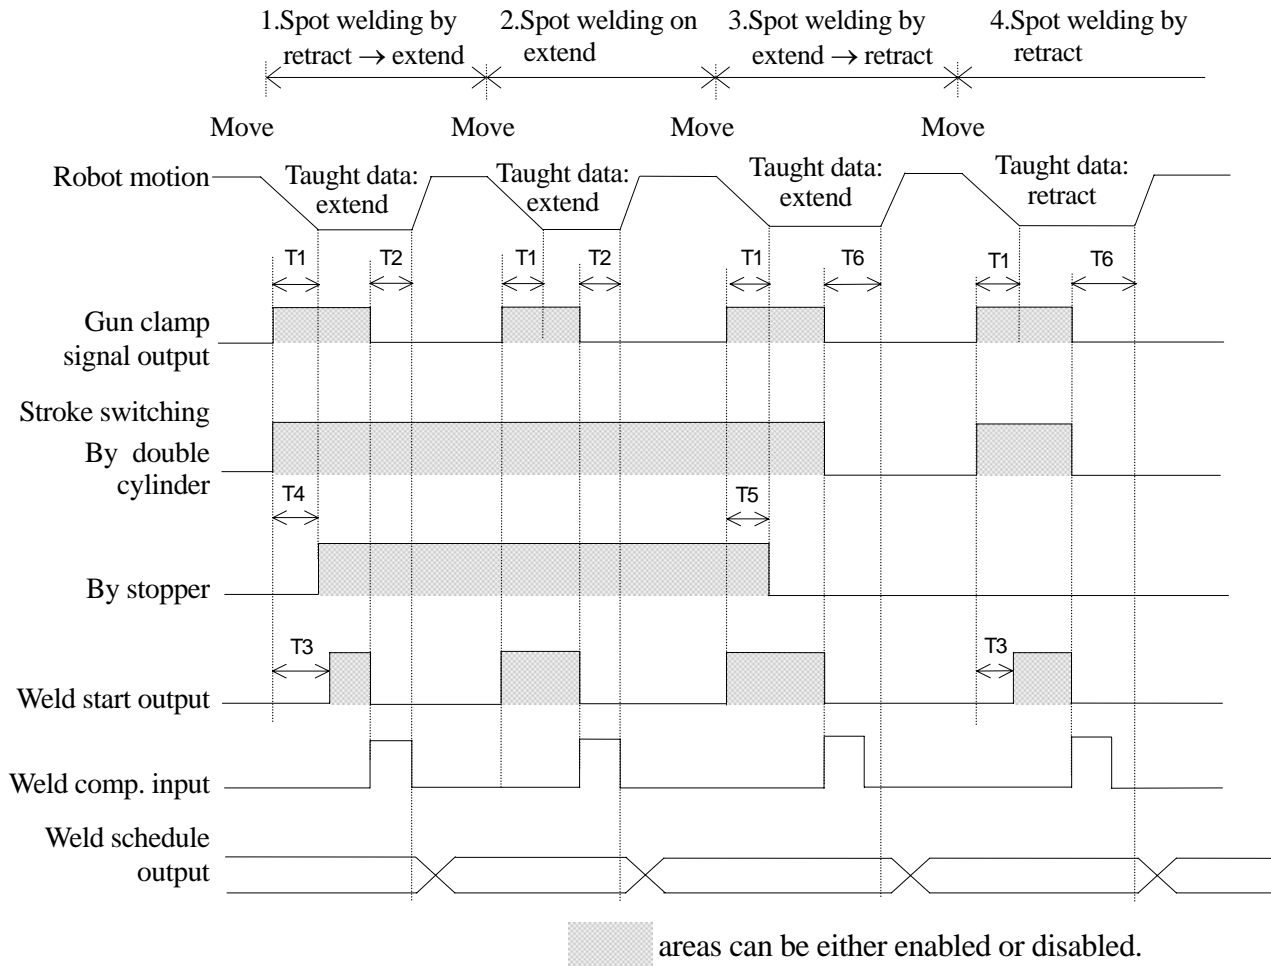 1.Spot welding by
retract → extend
2.Spot welding on
extend
3.Spot welding by
extend → retract
4.Spot welding by
retract
Move
Move
Move
Move
Robot motion
Taught data:
extend
Taught data:
extend
Taught data:
extend
Taught data:
retract
T1
T2
T1
T2
T1
T6
T1
T6
Gun clamp
signal output
Stroke switching
By double
cylinder
T4
T5
By stopper
T3
T3
Weld start output
Weld comp. input
Weld schedule
output
areas can be either enabled or disabled.